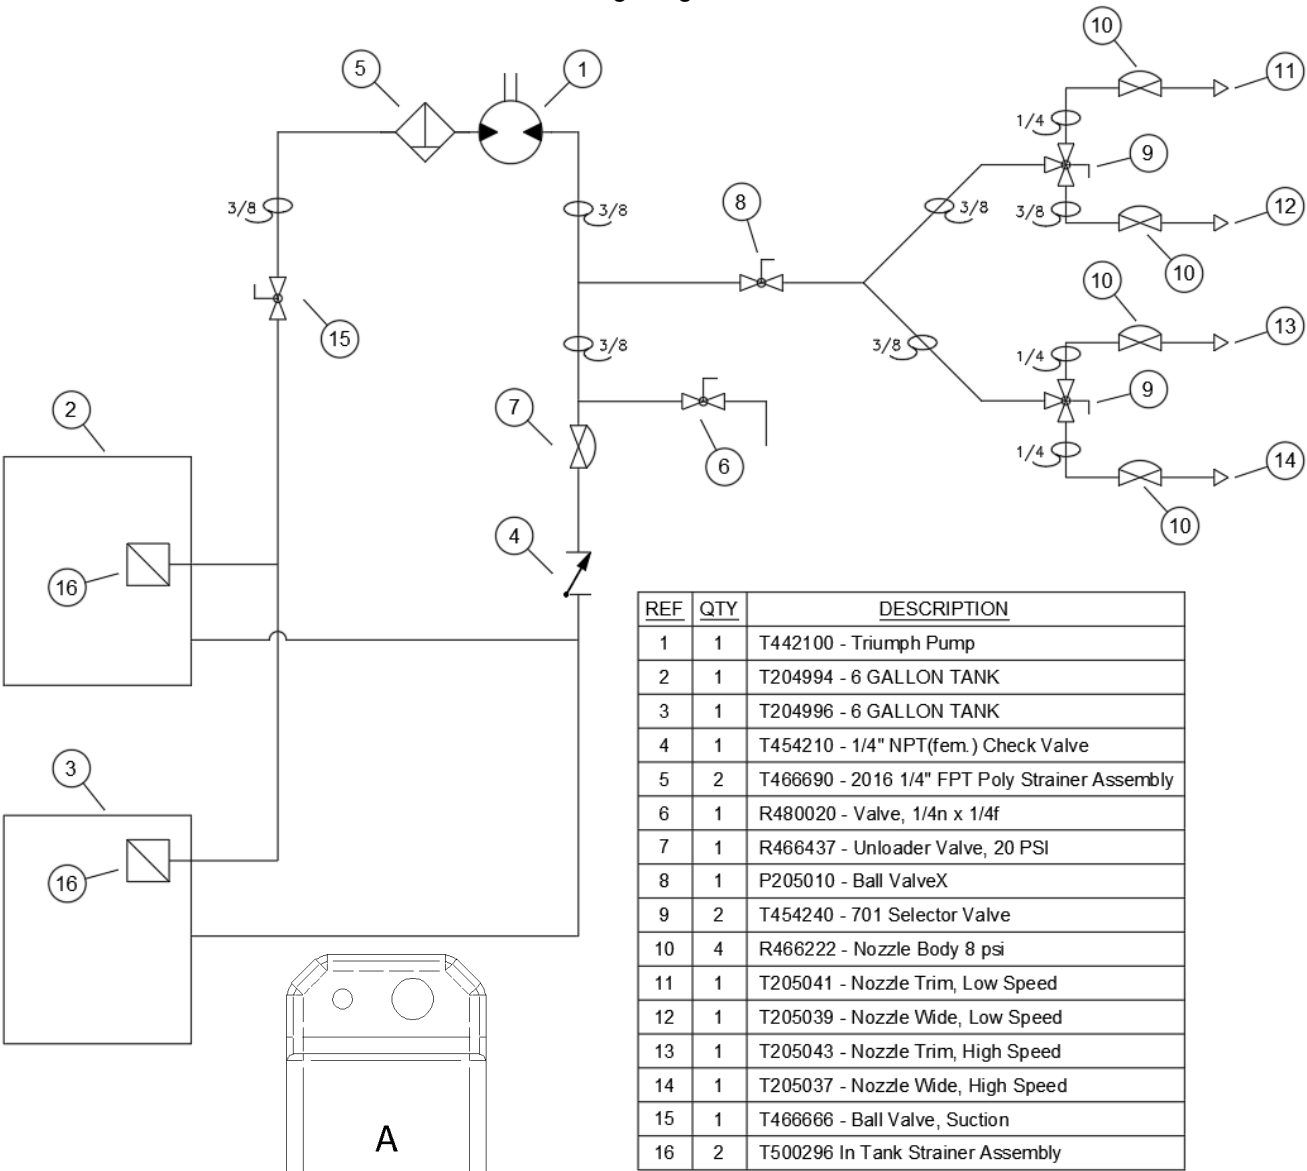 10
5
1
11
1/4
9
3/8
3/8
8
3/8
3/8
12
10
10
15
3/8
3/8
13
1/4
2
7
9
6
1/4
14
10
4
16
3
16
A
REF QTY DESCRIPTION
1 1 T442100 - Triumph Pump
2 1 T204994 - 6 GALLON TANK
3 1 T204996 - 6 GALLON TANK
4 1 T454210 - 1/4" NPT(fem.) Check Valve
5 2 T466690 - 2016 1/4" FPT Poly Strainer Assembly
6 1 R480020 - Valve, 1/4n x 1/4f
7 1 R466437 - Unloader Valve, 20 PSI
8 1 P205010 - Ball ValveX
9 2 T454240 - 701 Selector Valve
10 4 R466222 - Nozzle Body 8 psi
11 1 T205041 - Nozzle Trim, Low Speed
12 1 T205039 - Nozzle Wide, Low Speed
13 1 T205043 - Nozzle Trim, High Speed
14 1 T205037 - Nozzle Wide, High Speed
15 1 T466666 - Ball Valve, Suction
16 2 T500296 In Tank Strainer Assembly